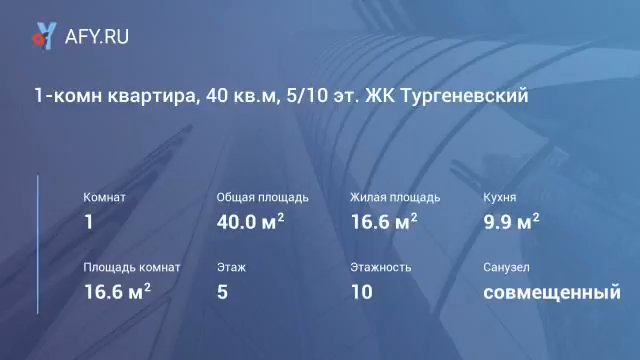 AFY.RU
1-комн квартира, 40 кв.м, 5/10 эт. ЖК Тургеневский
Комнат Общая площадь Жилая площадь Кухня
1 40.0 м² 16.6 м² 9.9 м²
Площадь комнат Этаж Этажность Санузел
16.6 м² 5 10 совмещенный